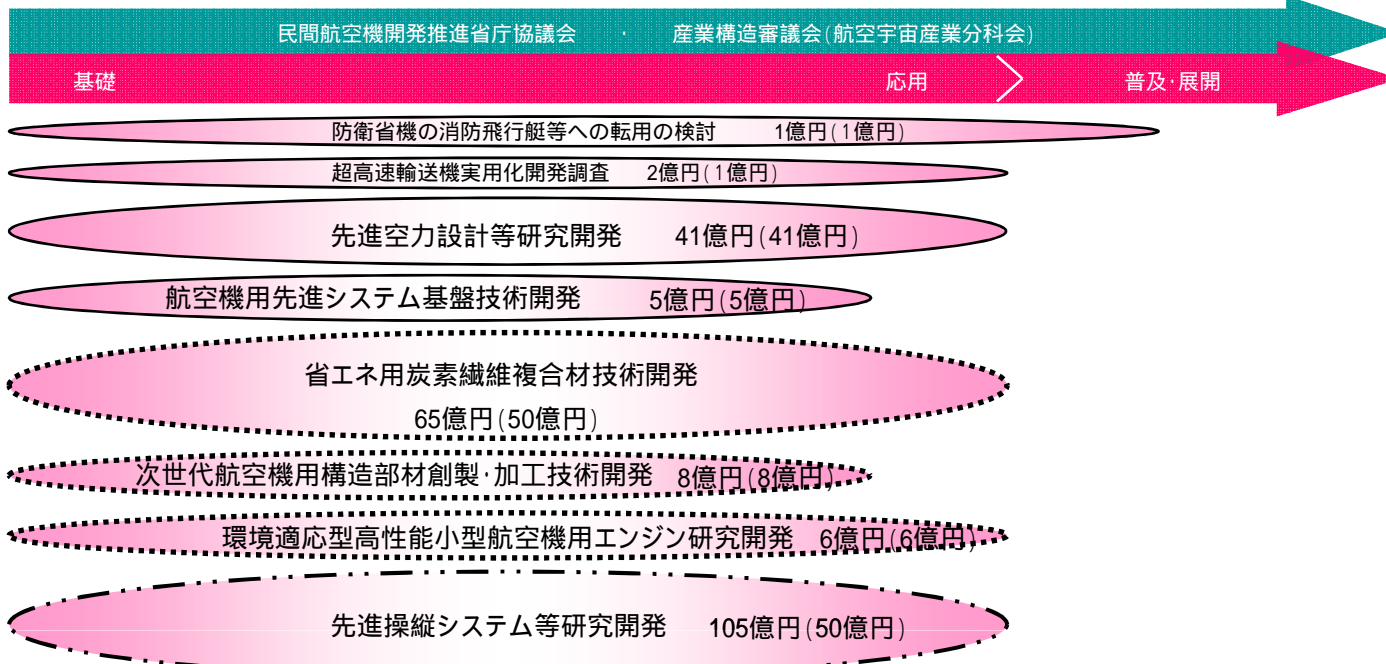 民間航空機開発推進省庁協議会 ・ 産業構造審議会(航空宇宙産業分科会)
基礎 応用 普及・展開
防衛省機の消防飛行艇等への転用の検討 1億円(1億円)
超高速輸送機実用化開発調査 2億円(1億円)
先進空力設計等研究開発 41億円(41億円)
航空機用先進システム基盤技術開発 5億円(5億円)
省エネ用炭素繊維複合材技術開発
65億円(50億円)
次世代航空機用構造部材創製・加工技術開発 8億円(8億円)
環境適応型高性能小型航空機用エンジン研究開発 6億円(6億円)
先進操縦システム等研究開発 105億円(50億円)